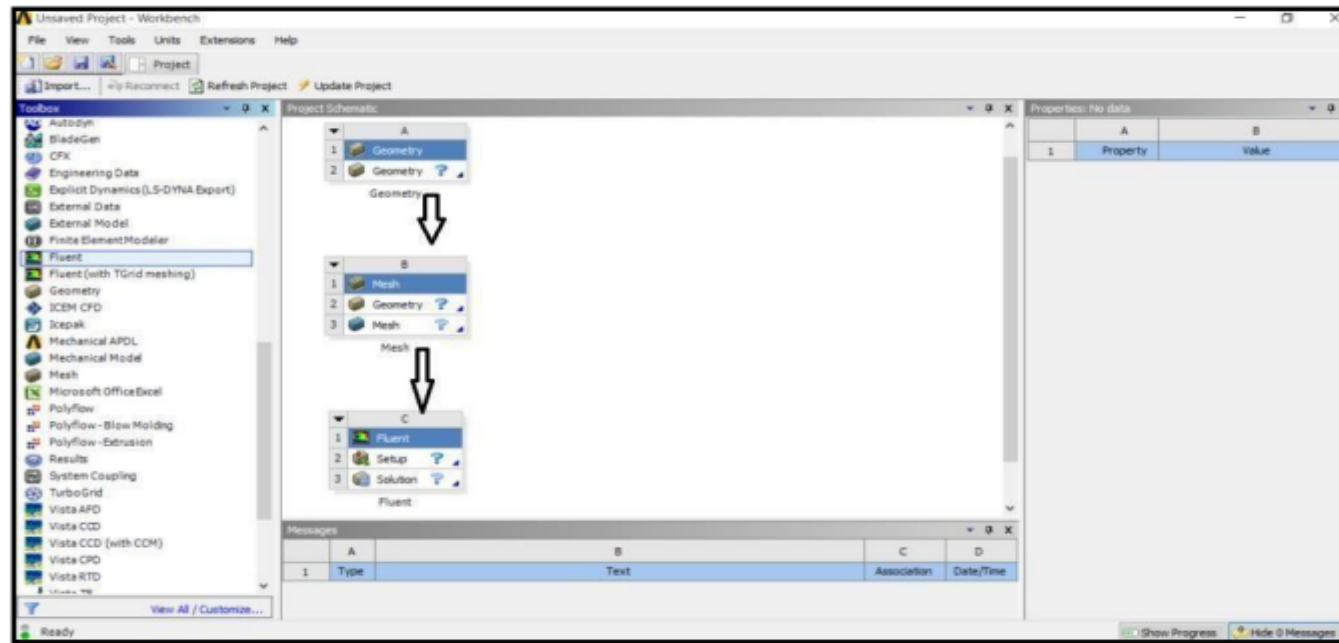 Unsaved Project - Workbench
File View Tools Units Extensions Help
Project
Import... Reconnect Refresh Project Update Project
Toolbox
Autodyn
BladeGen
CFX
Engineering Data
Explicit Dynamics (LS-DYNA Export)
External Data
External Model
Finite Element Modeler
Fluent
Fluent (with TGrid meshing)
Geometry
ICEM CFD
Icepak
Mechanical APDL
Mechanical Model
Mesh
Microsoft Office Excel
Polyflow
Polyflow - Blow Molding
Polyflow - Extrusion
Results
System Coupling
TurboGrid
Vista AFD
Vista CCD
Vista CCD (with CCM)
Vista CPD
Vista RTD
View All / Customize...
Project Schematic
A
1 Geometry
2 Geometry ?
Geometry
B
1 Mesh
2 Geometry ?
3 Mesh ?
Mesh
C
1 Fluent
2 Setup ?
3 Solution ?
Fluent
Messages
A B C D
1 Type Text Association Date/Time
Properties: No data
A B
1 Property Value
Ready
Show Progress Hide 0 Messages